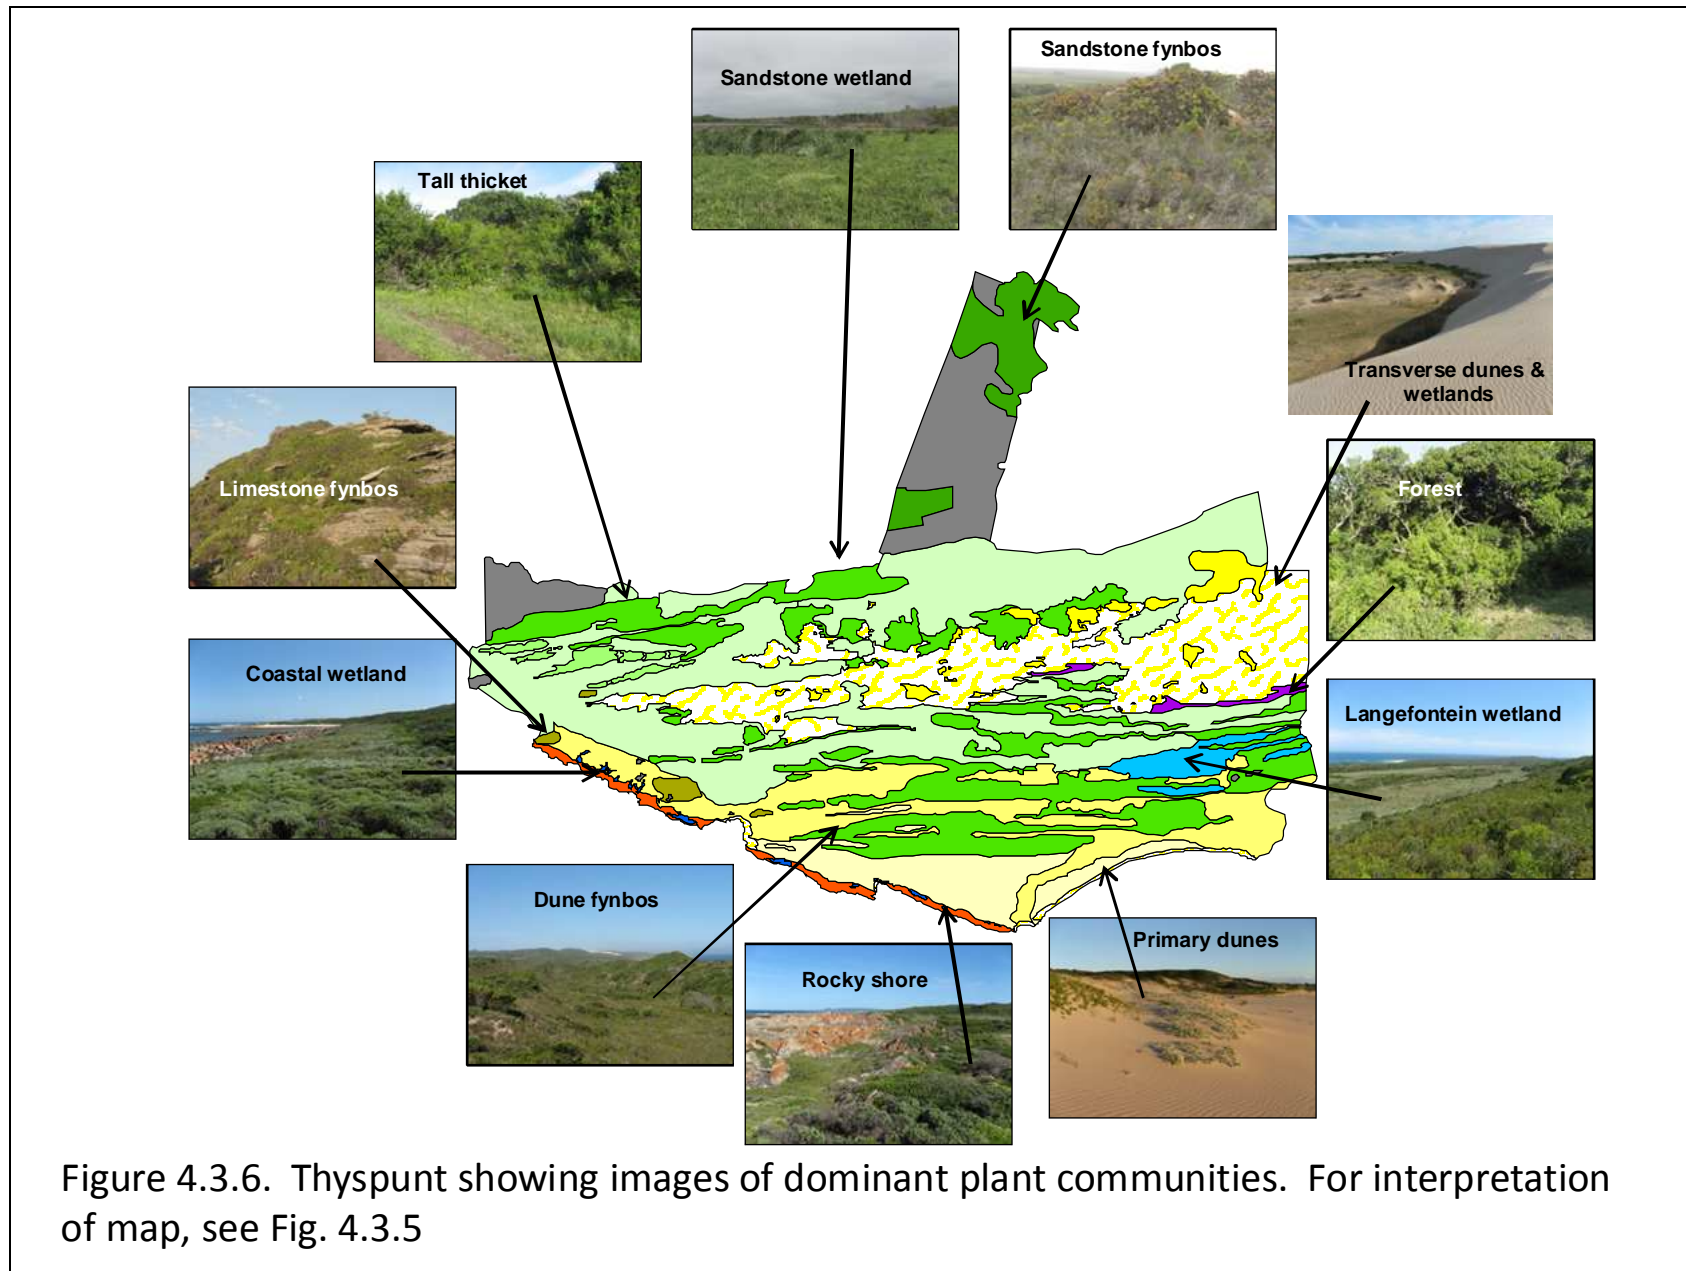 Sandstone wetland
Sandstone fynbos
Tall thicket
Transverse dunes &
wetlands
Limestone fynbos
Forest
Coastal wetland
Langefontein wetland
Dune fynbos
Rocky shore
Primary dunes
Figure 4.3.6.  Thyspunt showing images of dominant plant communities.  For interpretation
of map, see Fig. 4.3.5